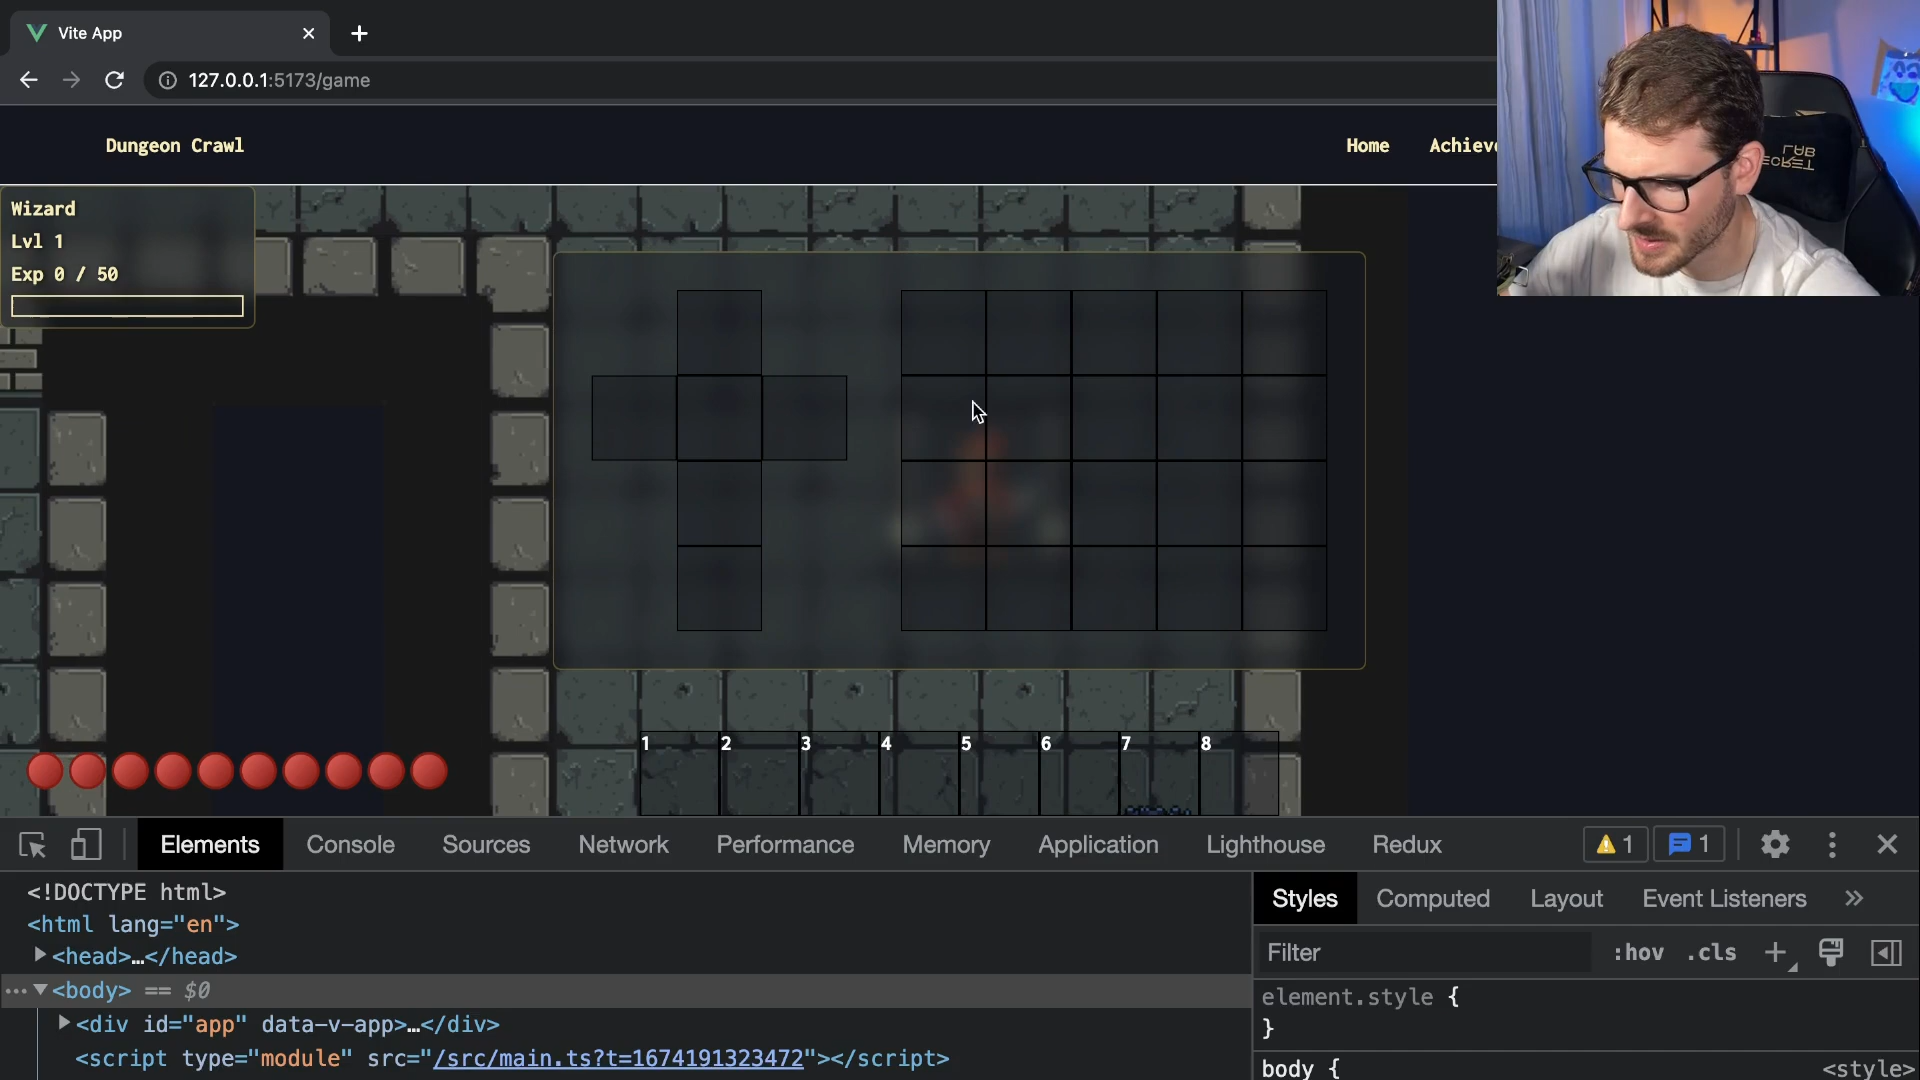 Vite App
127.0.0.1:5173/game
Dungeon Crawl
Home
Achieve
Wizard
Lvl 1
Exp 0 / 50
SECRET
LAB
1
2
3
4
5
6
7
8
Elements
Console
Sources
Network
Performance
Memory
Application
Lighthouse
Redux
1
1
<!DOCTYPE html>
<html lang="en">
<head>…</head>
<body> == $0
<div id="app" data-v-app>…</div>
<script type="module" src="/src/main.ts?t=1674191323472"></script>
Styles
Computed
Layout
Event Listeners
Filter
:hov
.cls
element.style {
}
body {
<style>